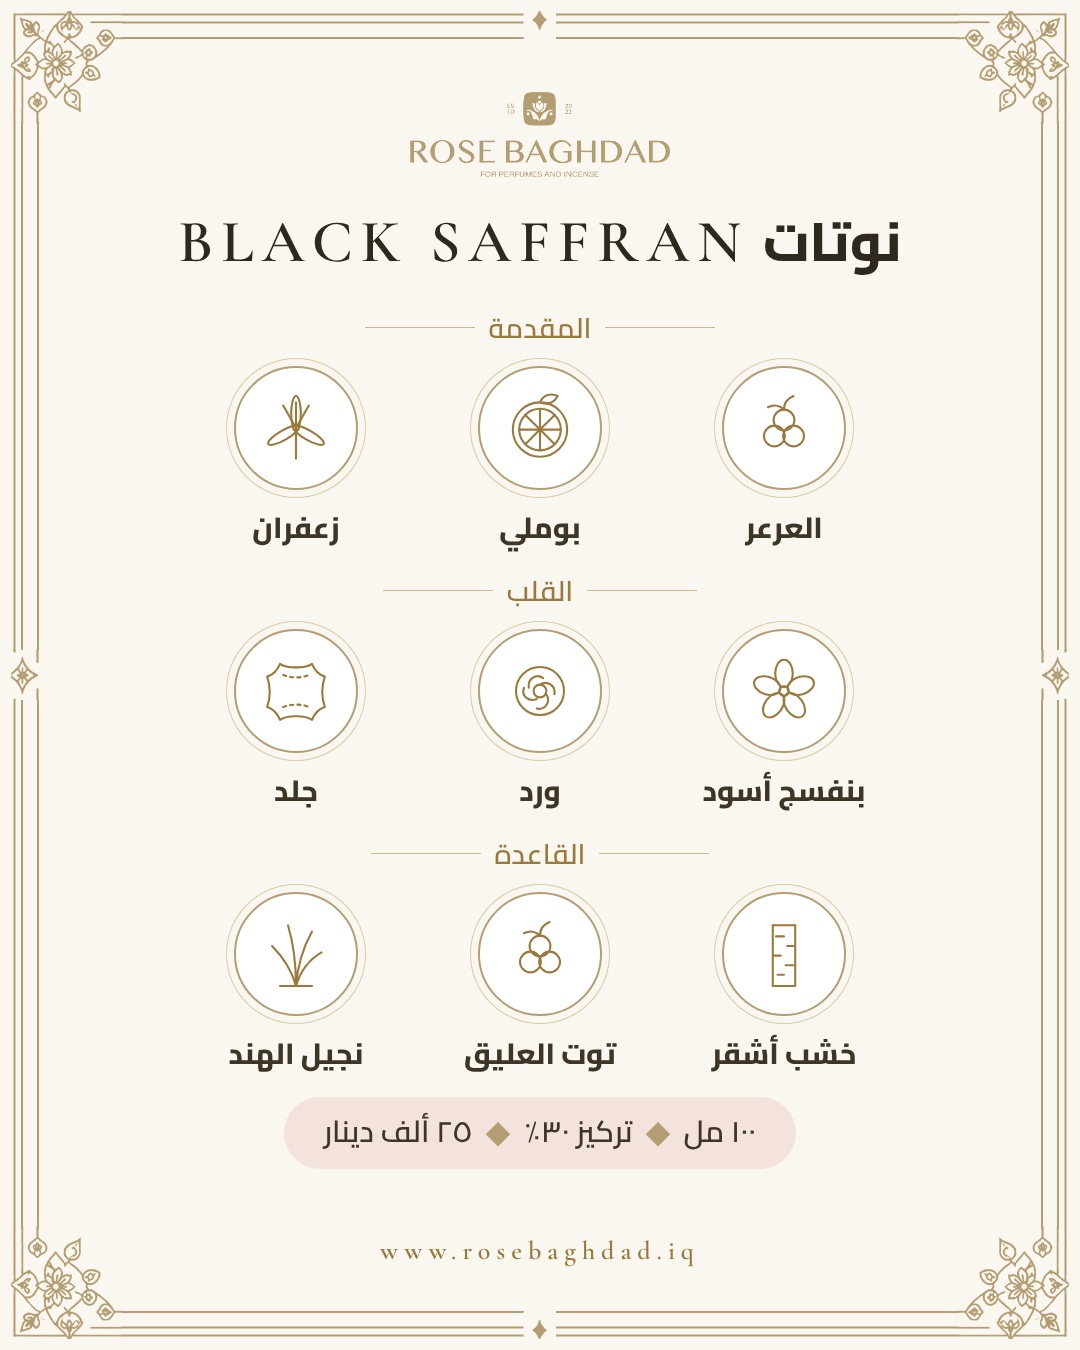 ES TD 20 22
ROSE BAGHDAD
FOR PERFUMES AND INCENSE
نوتات BLACK SAFFRAN
المقدمة
العرعر بوملي زعفران
القلب
بنفسج أسود ورد جلد
القاعدة
خشب أشقر توت العليق نجيل الهند
١٠٠ مل ◆ تركيز ٣٠٪ ◆ ٢٥ ألف دينار
www.rosebaghdad.iq